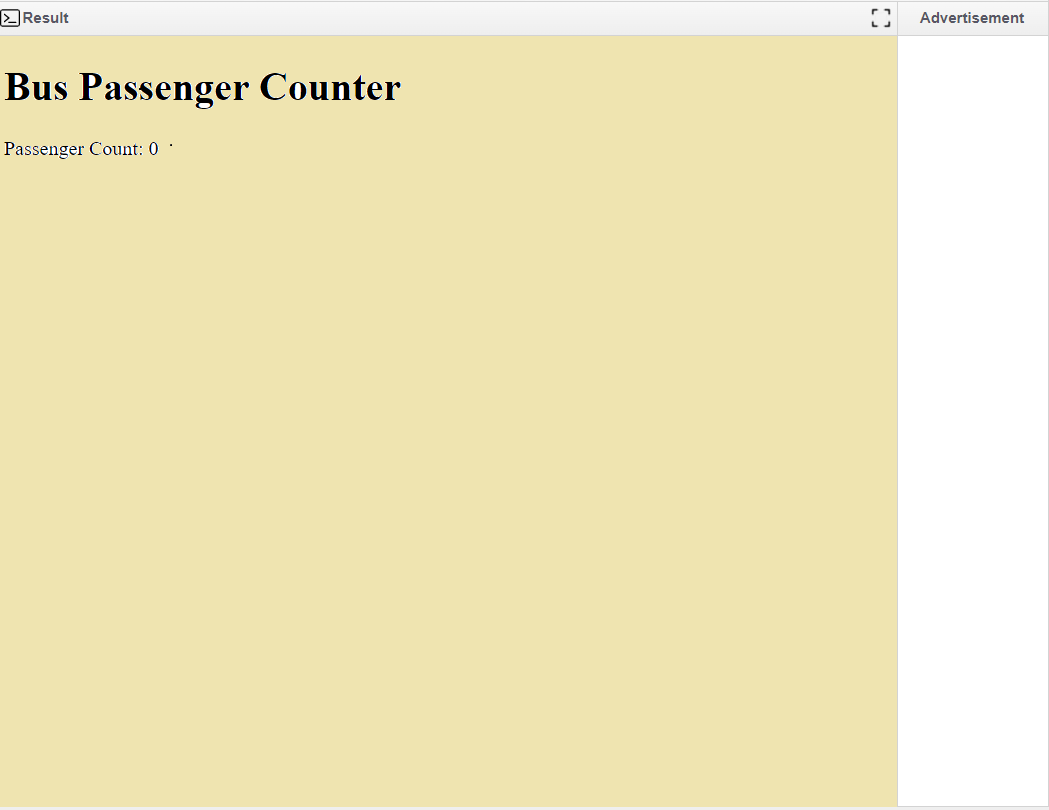 Result
Advertisement
Bus Passenger Counter
Passenger Count: 0